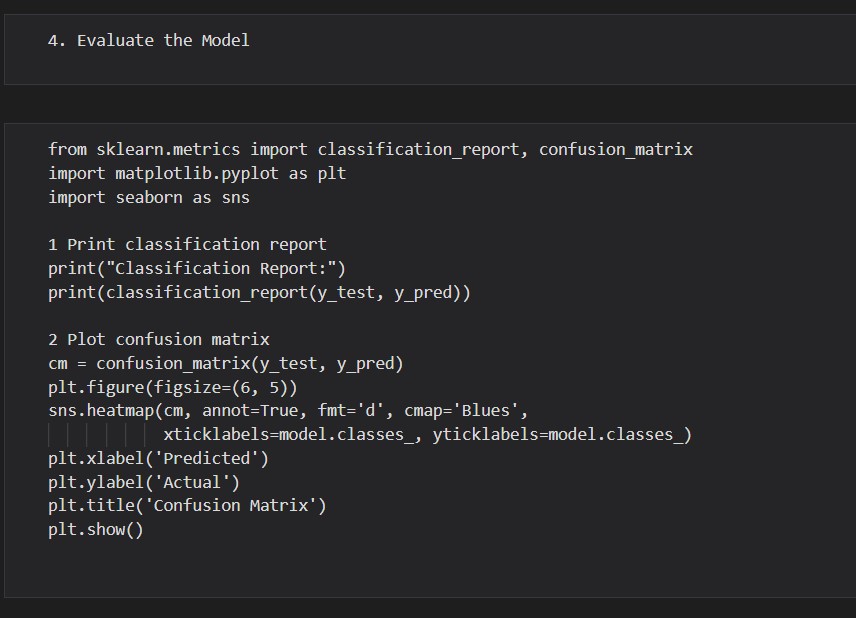 4. Evaluate the Model
from sklearn.metrics import classification_report, confusion_matrix
import matplotlib.pyplot as plt
import seaborn as sns
1 Print classification report
print("Classification Report:")
print(classification_report(y_test, y_pred))
2 Plot confusion matrix
cm = confusion_matrix(y_test, y_pred)
plt.figure(figsize=(6, 5))
sns.heatmap(cm, annot=True, fmt='d', cmap='Blues',
xticklabels=model.classes_, yticklabels=model.classes_)
plt.xlabel('Predicted')
plt.ylabel('Actual')
plt.title('Confusion Matrix')
plt.show()